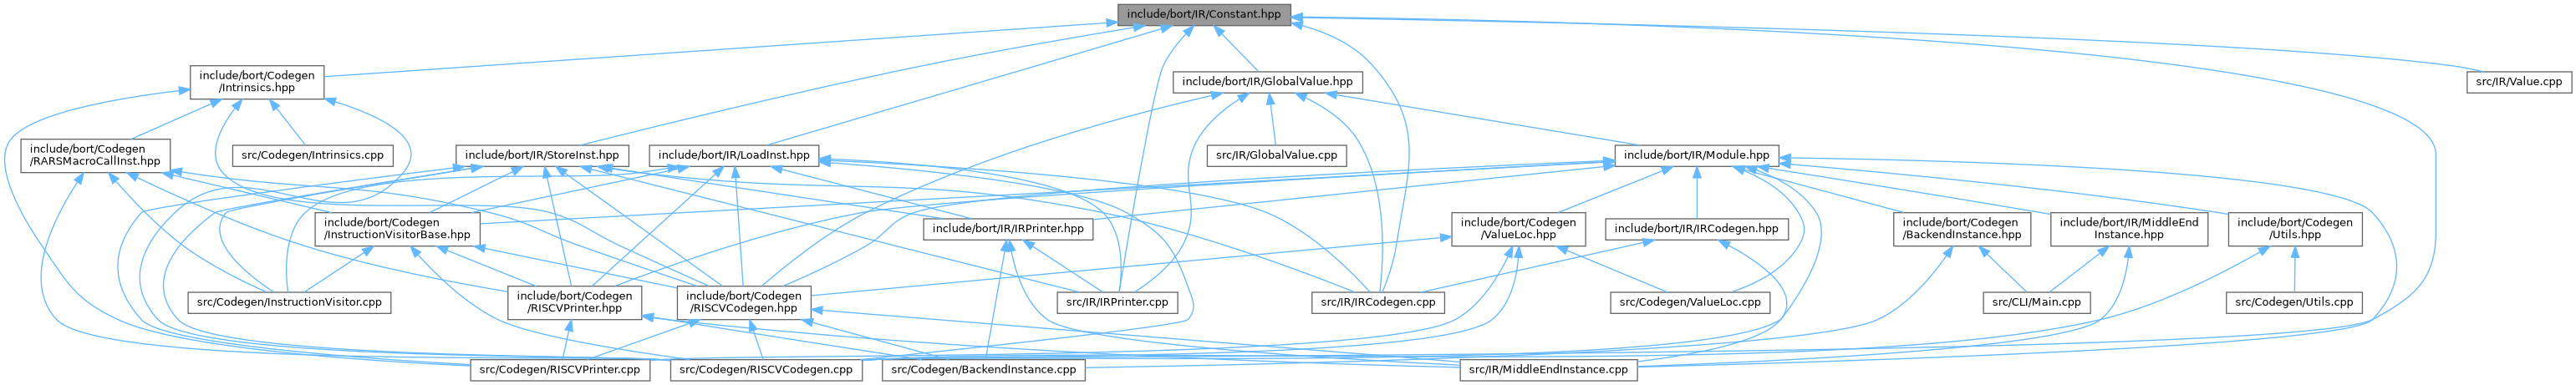 include/bort/IR/Constant.hpp
include/bort/Codegen
/Intrinsics.hpp
include/bort/IR/GlobalValue.hpp
src/IR/Value.cpp
include/bort/Codegen
/RARSMacroCallInst.hpp
src/Codegen/Intrinsics.cpp
include/bort/IR/StoreInst.hpp
include/bort/IR/LoadInst.hpp
src/IR/GlobalValue.cpp
include/bort/IR/Module.hpp
include/bort/Codegen
/InstructionVisitorBase.hpp
include/bort/IR/IRPrinter.hpp
include/bort/Codegen
/ValueLoc.hpp
include/bort/IR/IRCodegen.hpp
include/bort/Codegen
/BackendInstance.hpp
include/bort/IR/MiddleEnd
Instance.hpp
include/bort/Codegen
/Utils.hpp
src/Codegen/InstructionVisitor.cpp
include/bort/Codegen
/RISCVPrinter.hpp
include/bort/Codegen
/RISCVCodegen.hpp
src/IR/IRPrinter.cpp
src/IR/IRCodegen.cpp
src/Codegen/ValueLoc.cpp
src/CLI/Main.cpp
src/Codegen/Utils.cpp
src/Codegen/RISCVPrinter.cpp
src/Codegen/RISCVCodegen.cpp
src/Codegen/BackendInstance.cpp
src/IR/MiddleEndInstance.cpp